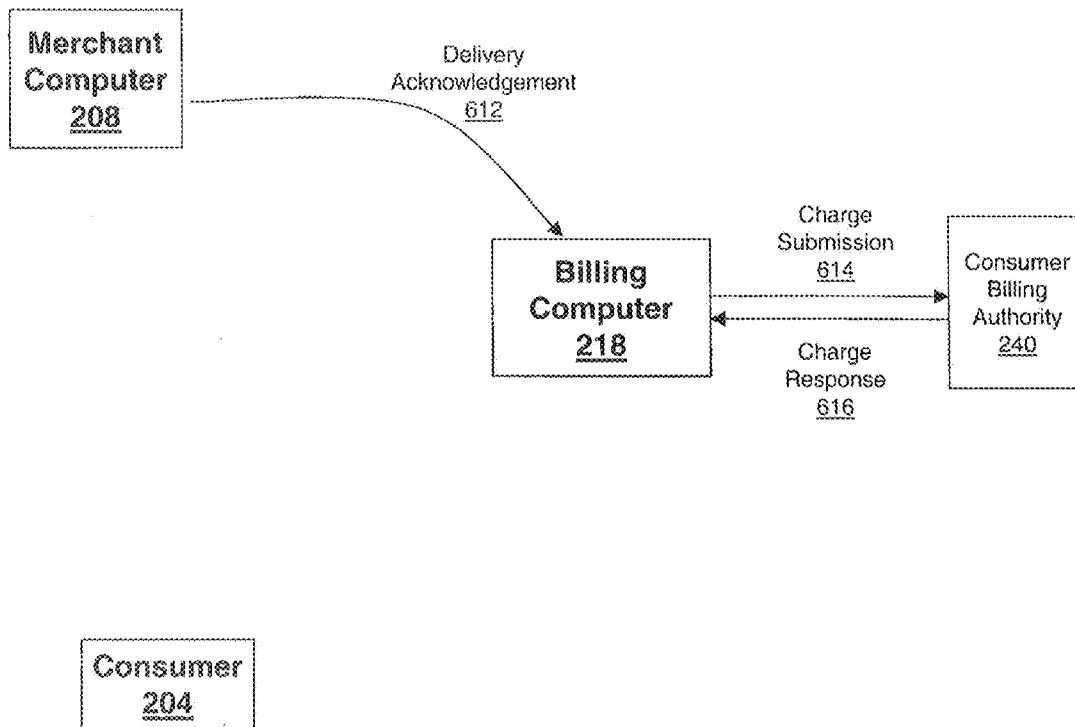 Merchant
Computer
208
Delivery
Acknowledgement
612
Charge
Submission
614
Billing
Computer
218
Consumer
Billing
Authority
240
Charge
Response
616
Consumer
204